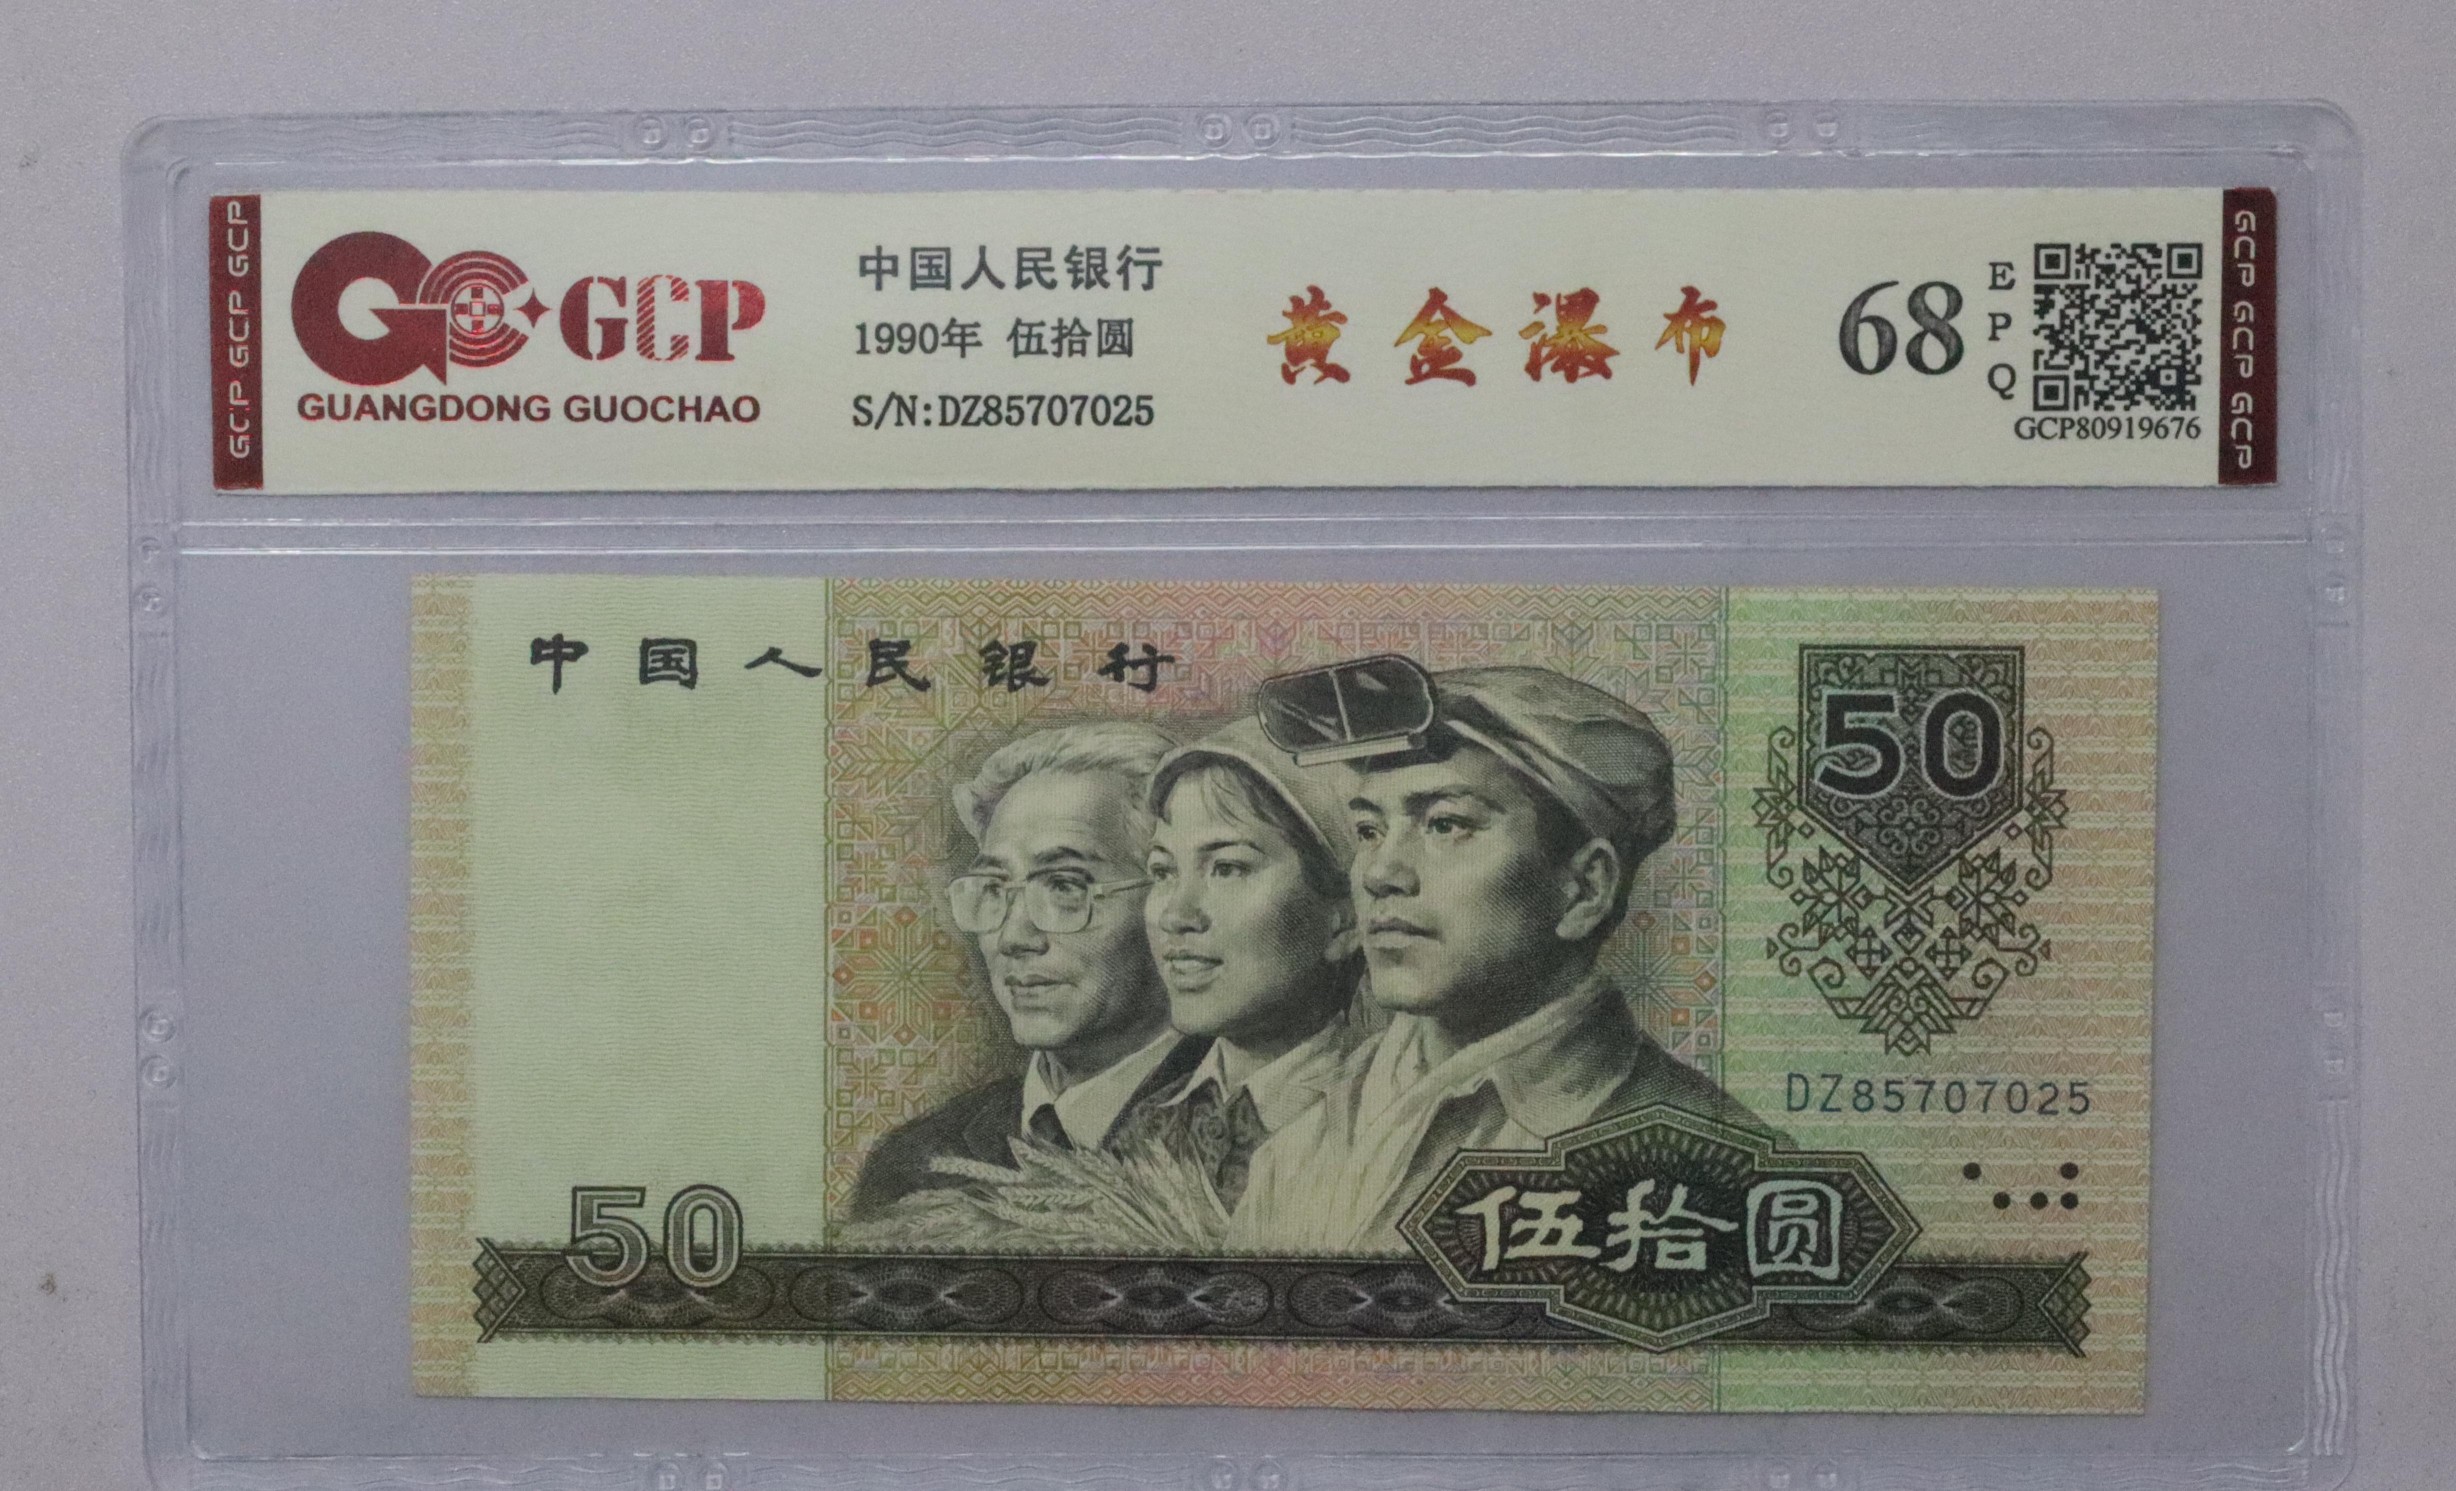 GCP GCP GCP
GCP
GUANGDONG GUOCHAO
中国人民银行
1990年 伍拾圆
S/N:DZ85707025
黄金瀑布
68
EPQ
GCP80919676
GCP GCP GCP
中国人民银行
50
DZ85707025
50
伍拾圆